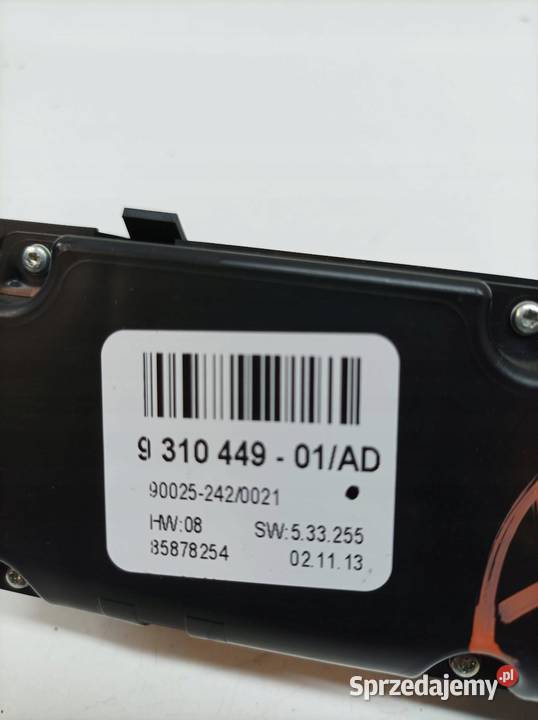 9 310 449 - 01/AD
90025-242/0021
HW:08 SW:5.33.255
85878254 02.11.13
Sprzedajemy.pl